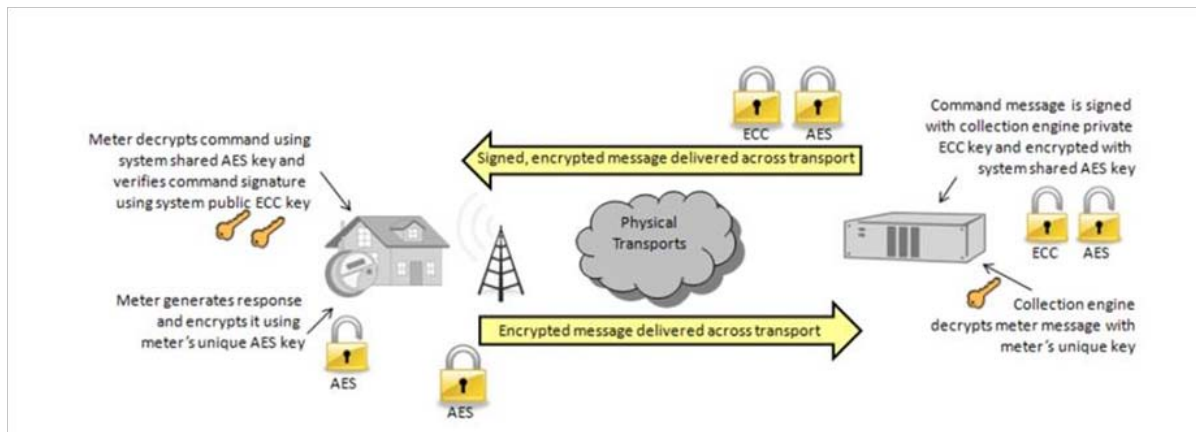 ECC AES
Command message is signed
with collection engine private
ECC key and encrypted with
system shared AES key
Meter decrypts command using
system shared AES key and
verifies command signature
using system public ECC key
Signed, encrypted message delivered across transport
Physical
Transports
ECC AES
Meter generates response
and encrypts it using
meter's unique AES key
AES
Encrypted message delivered across transport
AES
Collection engine
decrypts meter message with
meter's unique key